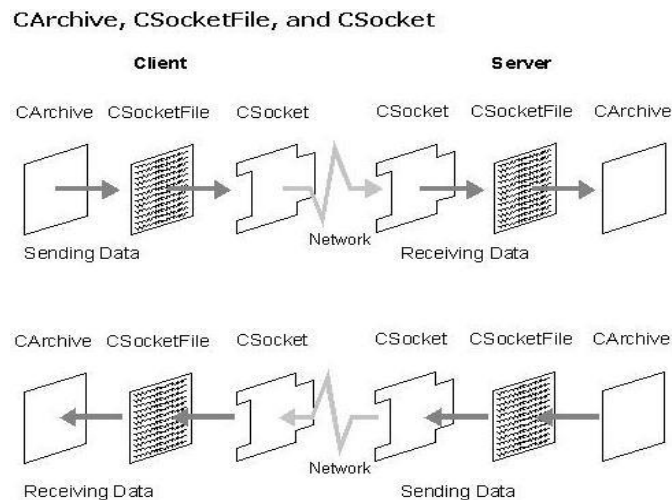 CArchive, CSocketFile, and CSocket
Client Server
CArchive CSocketFile CSocket CSocket CSocketFile CArchive
Network
Sending Data Receiving Data
CArchive CSocketFile CSocket CSocket CSocketFile CArchive
Network
Receiving Data Sending Data